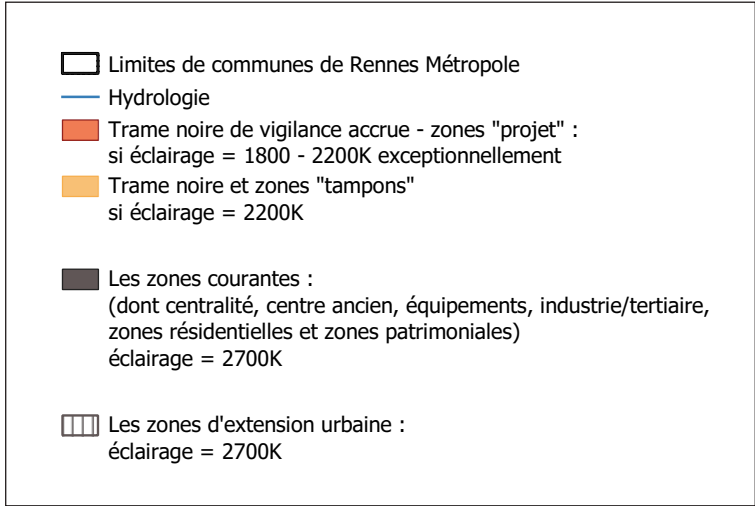 Limites de communes de Rennes Métropole
Hydrologie
Trame noire de vigilance accrue - zones "projet" :
si éclairage = 1800 - 2200K exceptionnellement
Trame noire et zones "tampons"
si éclairage = 2200K
Les zones courantes :
(dont centralité, centre ancien, équipements, industrie/tertiaire,
zones résidentielles et zones patrimoniales)
éclairage = 2700K
Les zones d'extension urbaine :
éclairage = 2700K